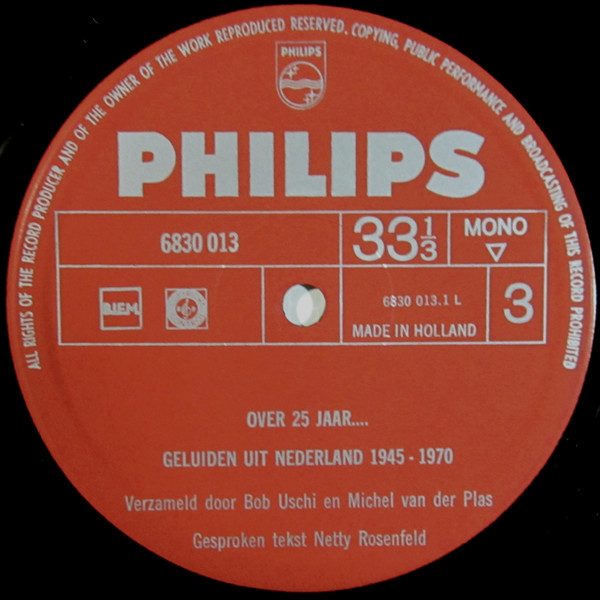 ALL RIGHTS OF THE RECORD PRODUCER AND OF THE OWNER OF THE WORK REPRODUCED RESERVED. COPYING, PUBLIC PERFORMANCE AND BROADCASTING OF THIS RECORD PROHIBITED
PHILIPS
PHILIPS
6830 013
33 1/3
MONO
BIEM
6830 013.1 L
3
MADE IN HOLLAND
OVER 25 JAAR....
GELUIDEN UIT NEDERLAND 1945 - 1970
Verzameld door Bob Uschi en Michel van der Plas
Gesproken tekst Netty Rosenfeld